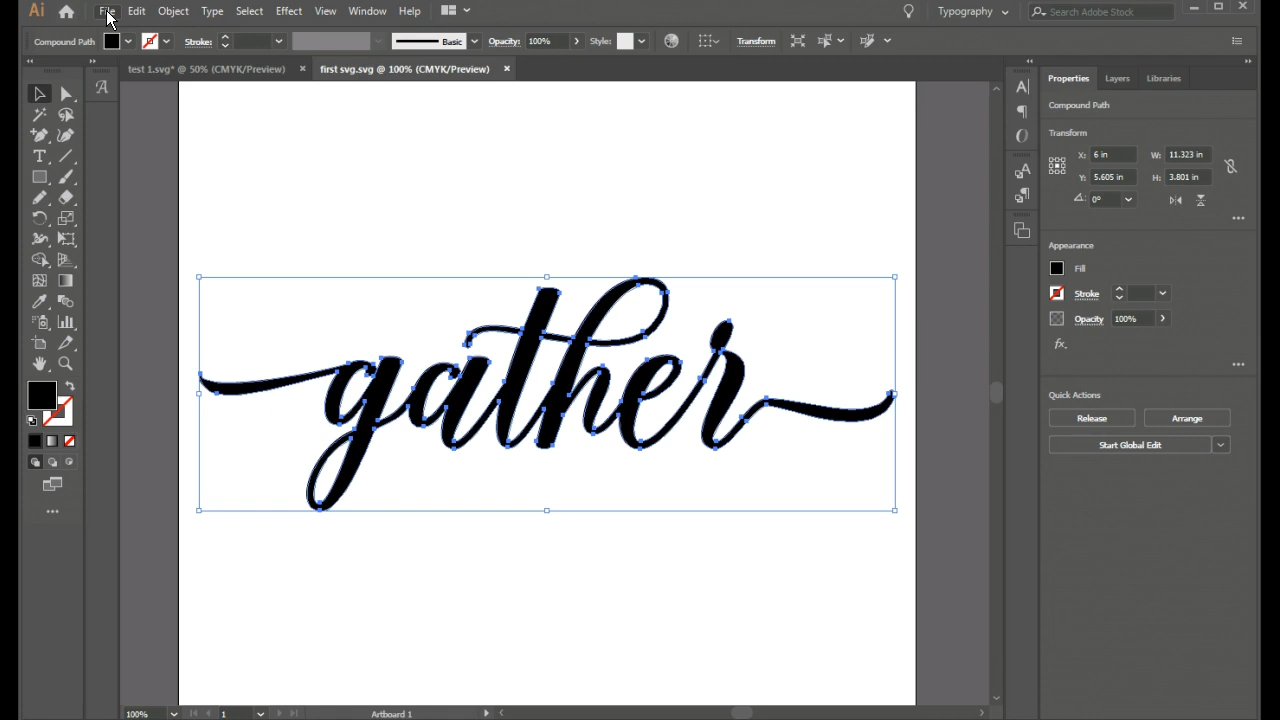 Ai File Edit Object Type Select Effect View Window Help Typography Search Adobe Stock
Compound Path Stroke: Basic Opacity: 100% Style: Transform
test 1.svg* @ 50% (CMYK/Preview) first svg.svg @ 100% (CMYK/Preview)
Properties Layers Libraries
Compound Path
Transform
X: 6 in W: 11.323 in
Y: 5.605 in H: 3.801 in
0°
Appearance
Fill
Stroke
Opacity 100%
fx.
Quick Actions
Release Arrange
Start Global Edit
gather
100% 1 Artboard 1